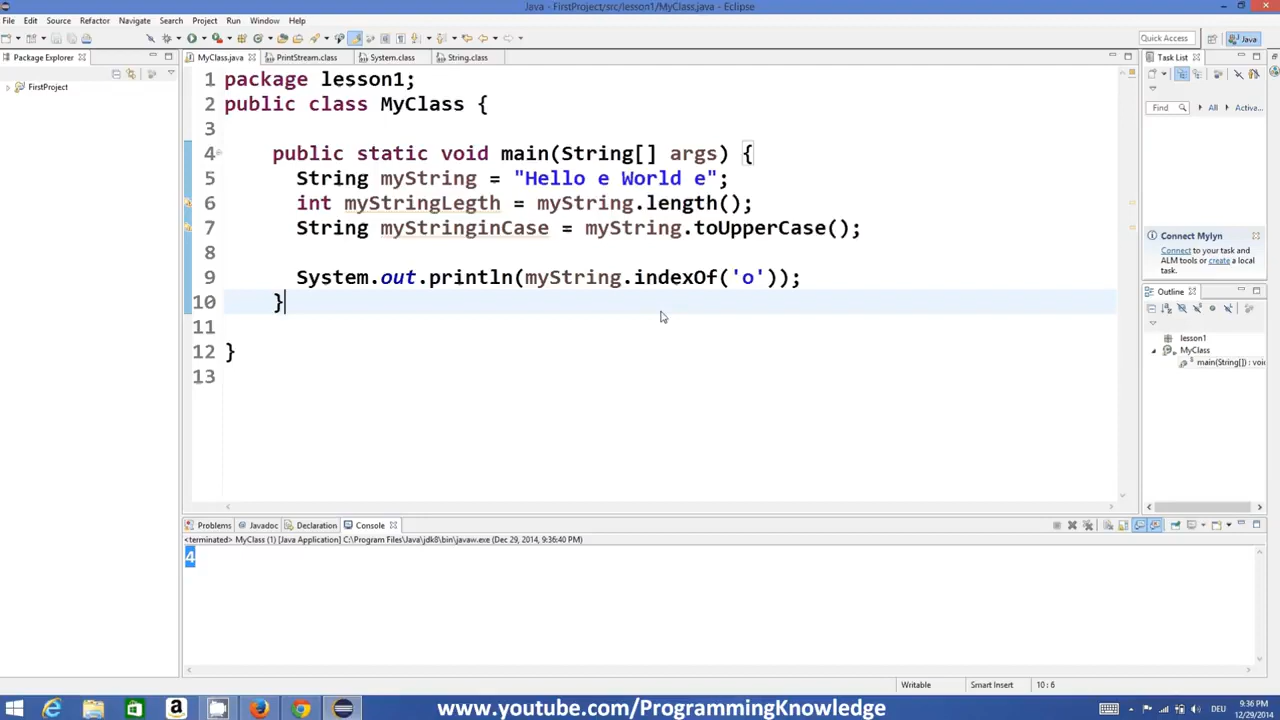 Java - FirstProject/src/lesson1/MyClass.java - Eclipse
File Edit Source Refactor Navigate Search Project Run Window Help
Quick Access
Java
Package Explorer
FirstProject
MyClass.java PrintStream.class System.class String.class
1 package lesson1;
2 public class MyClass {
3
4 public static void main(String[] args) {
5 String myString = "Hello e World e";
6 int myStringLegth = myString.length();
7 String myStringinCase = myString.toUpperCase();
8
9 System.out.println(myString.indexOf('o'));
10 }
11
12 }
13
Task List
Find All Activa...
Connect Mylyn
Connect to your task and
ALM tools or create a local
task.
Outline
lesson1
MyClass
main(String[]) : voi
Problems Javadoc Declaration Console
<terminated> MyClass (1) [Java Application] C:\Program Files\Java\jdk8\bin\javaw.exe (Dec 29, 2014, 9:36:40 PM)
4
Writable Smart Insert 10 : 6
www.youtube.com/ProgrammingKnowledge
DEU
9:36 PM
12/29/2014